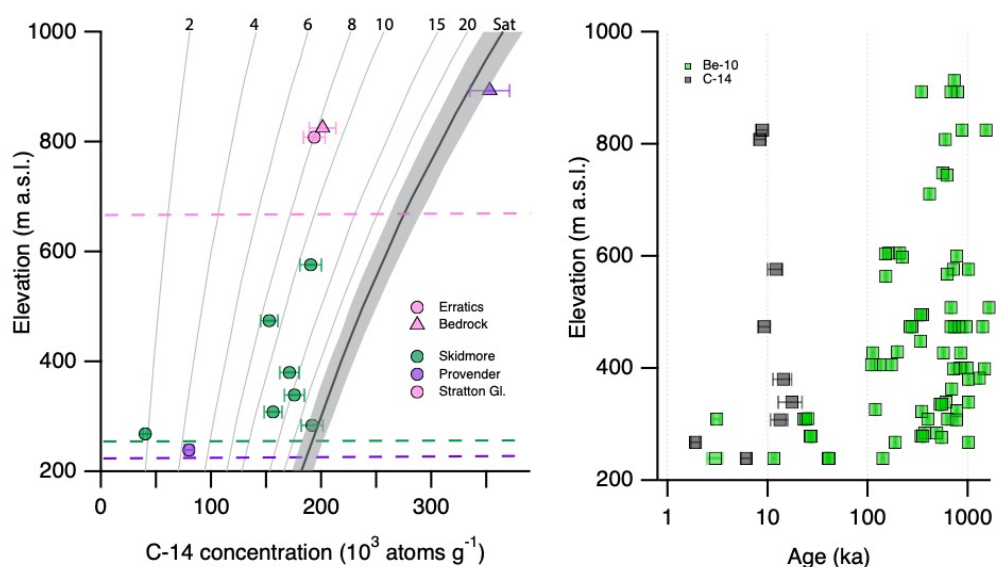 2 4 6 8 10 15 20 Sat
1000
800
600
400
200
Elevation (m a.s.l.)
Erratics
Bedrock
Skidmore
Provender
Stratton Gl.
0 100 200 300
C-14 concentration (10³ atoms g⁻¹)
1000
800
600
400
200
Elevation (m a.s.l.)
Be-10
C-14
1 10 100 1000
Age (ka)